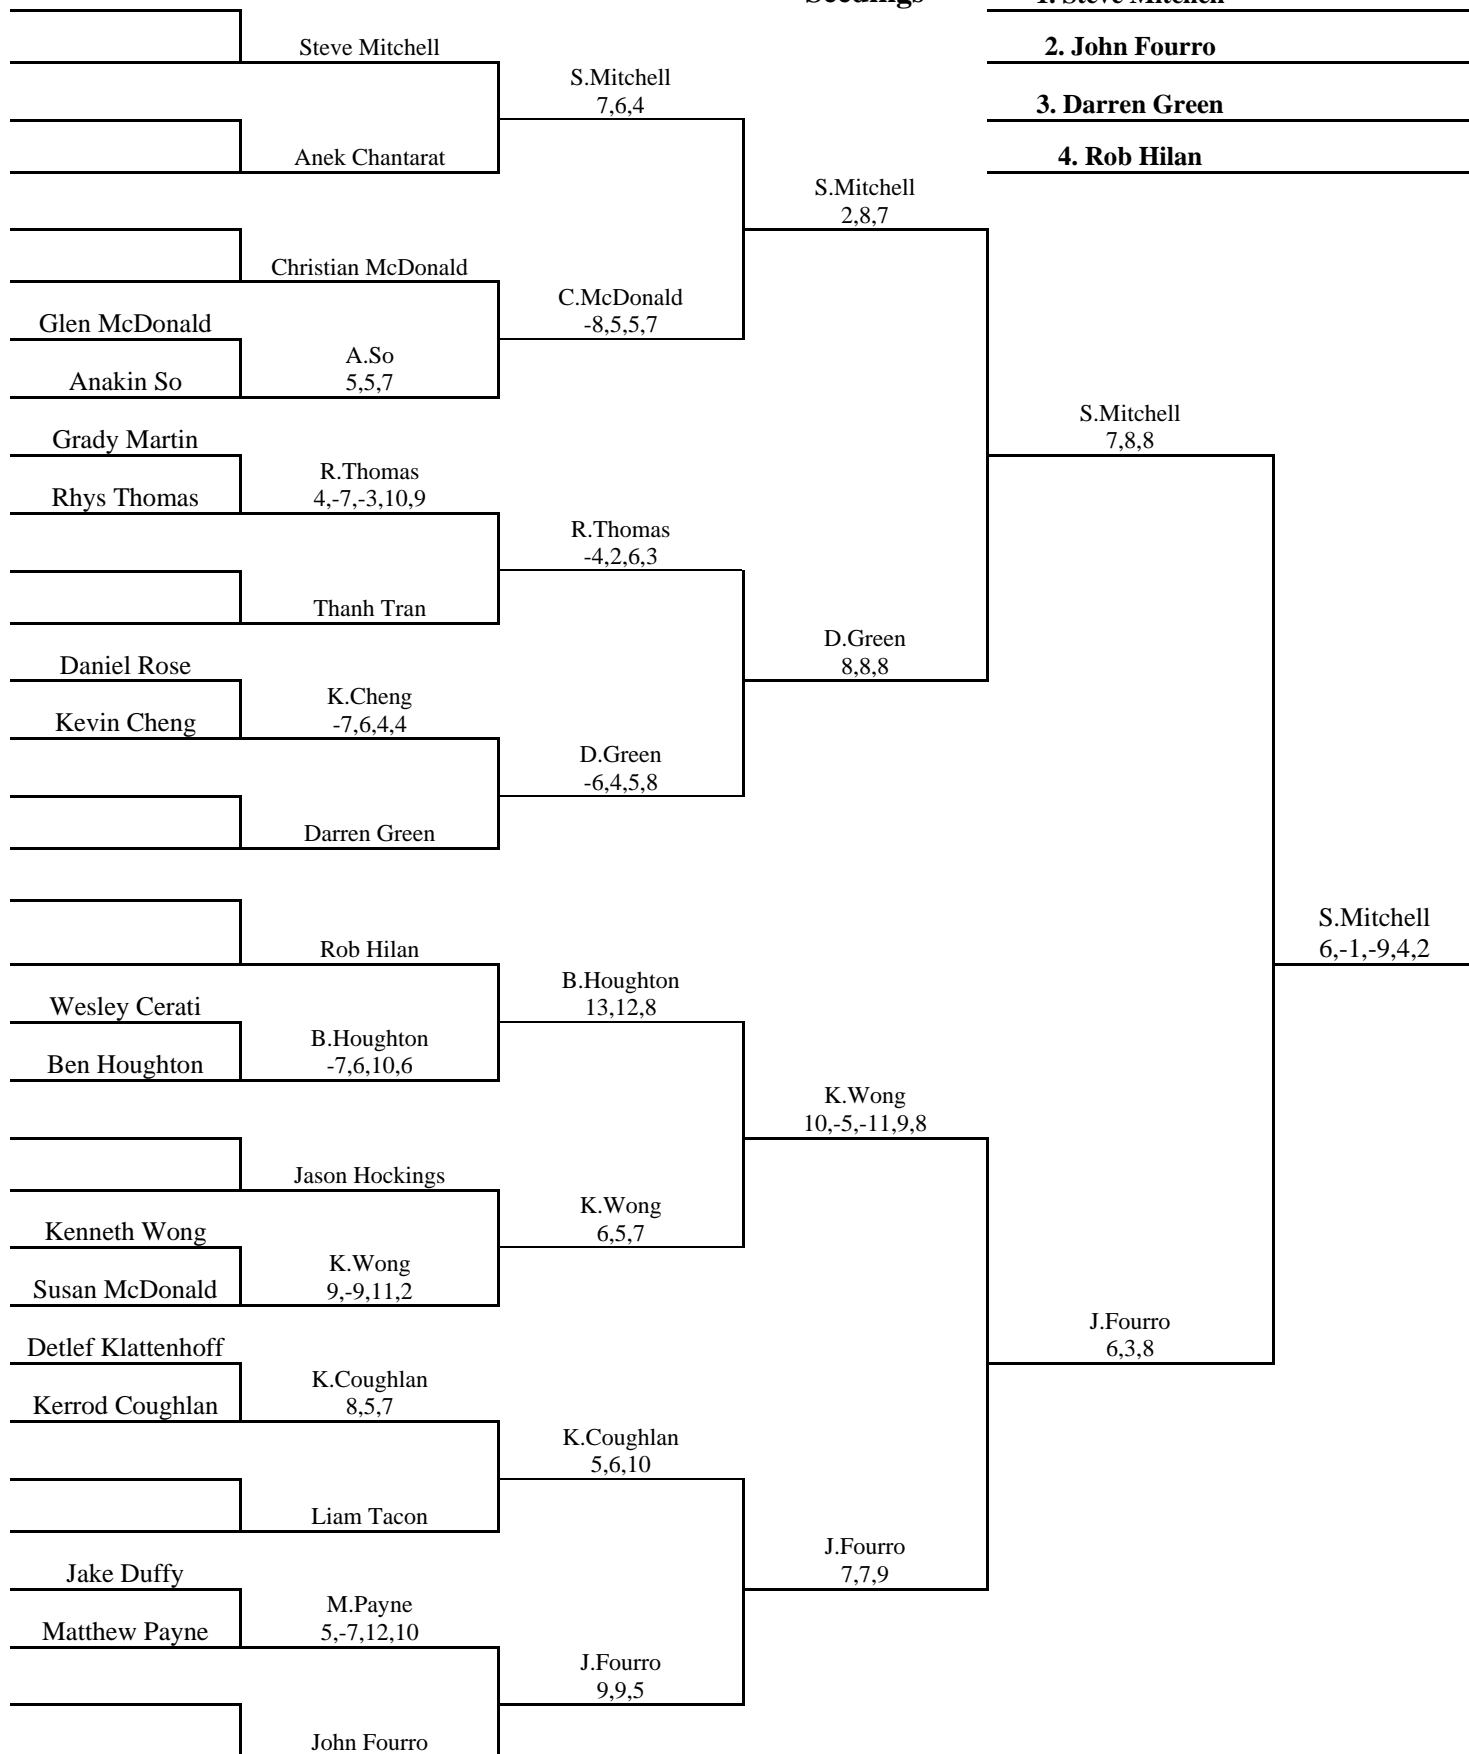 Seedings
1. Steve Mitchell
2. John Fourro
3. Darren Green
4. Rob Hilan
Glen McDonald
Anakin So
Grady Martin
Rhys Thomas
Daniel Rose
Kevin Cheng
Wesley Cerati
Ben Houghton
Kenneth Wong
Susan McDonald
Detlef Klattenhoff
Kerrod Coughlan
Jake Duffy
Matthew Payne
Steve Mitchell
Anek Chantarat
Christian McDonald
A.So
5,5,7
R.Thomas
4,-7,-3,10,9
Thanh Tran
K.Cheng
-7,6,4,4
Darren Green
Rob Hilan
B.Houghton
-7,6,10,6
Jason Hockings
K.Wong
9,-9,11,2
K.Coughlan
8,5,7
Liam Tacon
M.Payne
5,-7,12,10
John Fourro
S.Mitchell
7,6,4
C.McDonald
-8,5,5,7
R.Thomas
-4,2,6,3
D.Green
-6,4,5,8
B.Houghton
13,12,8
K.Wong
6,5,7
K.Coughlan
5,6,10
J.Fourro
9,9,5
S.Mitchell
2,8,7
D.Green
8,8,8
K.Wong
10,-5,-11,9,8
J.Fourro
7,7,9
S.Mitchell
7,8,8
J.Fourro
6,3,8
S.Mitchell
6,-1,-9,4,2